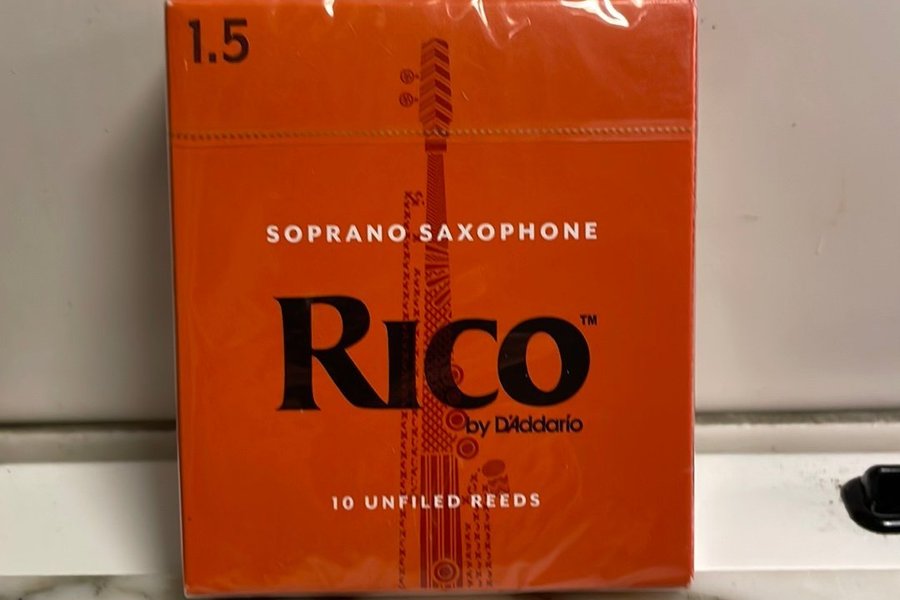 1.5
SOPRANO SAXOPHONE
RICO™
by D'Addario
10 UNFILED REEDS